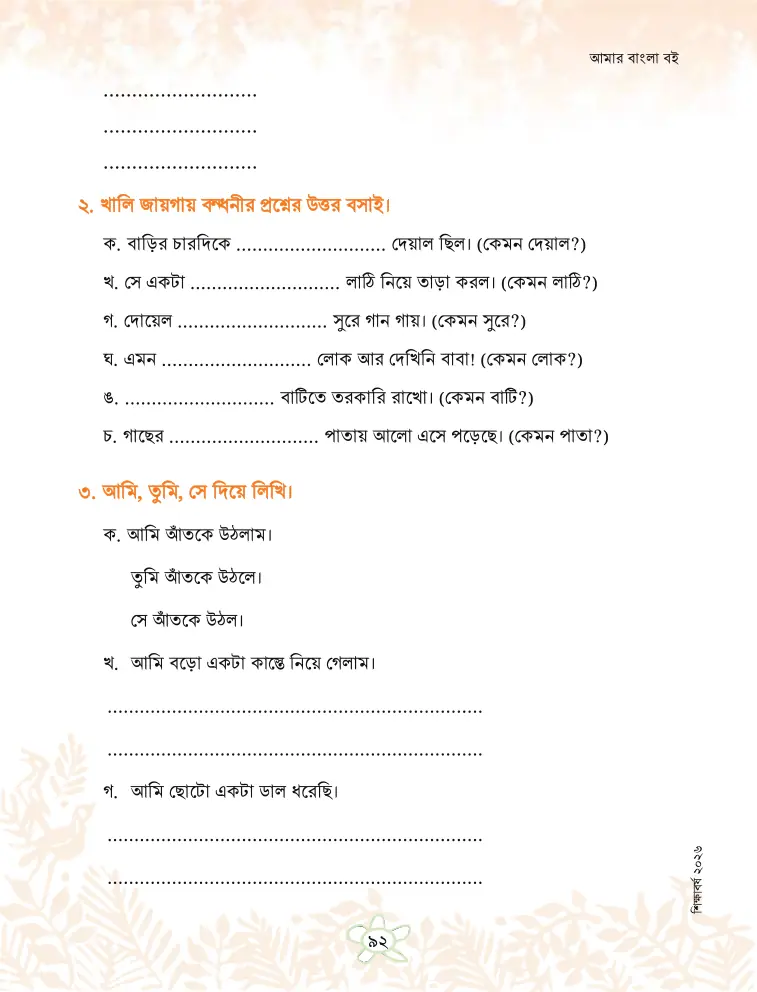 আমার বাংলা বই
...........................
...........................
...........................
২. খালি জায়গায় বন্ধনীর প্রশ্নের উত্তর বসাই।
ক. বাড়ির চারদিকে ............................ দেয়াল ছিল। (কেমন দেয়াল?)
খ. সে একটা ............................ লাঠি নিয়ে তাড়া করল। (কেমন লাঠি?)
গ. দোয়েল ............................ সুরে গান গায়। (কেমন সুরে?)
ঘ. এমন ............................ লোক আর দেখিনি বাবা! (কেমন লোক?)
ঙ. ............................ বাটিতে তরকারি রাখো। (কেমন বাটি?)
চ. গাছের ............................ পাতায় আলো এসে পড়েছে। (কেমন পাতা?)
৩. আমি, তুমি, সে দিয়ে লিখি।
ক. আমি আঁতকে উঠলাম।
তুমি আঁতকে উঠলে।
সে আঁতকে উঠল।
খ. আমি বড়ো একটা কাস্তে নিয়ে গেলাম।
......................................................................
......................................................................
গ. আমি ছোটো একটা ডাল ধরেছি।
......................................................................
......................................................................
শিক্ষাবর্ষ ২০২৬
৯২